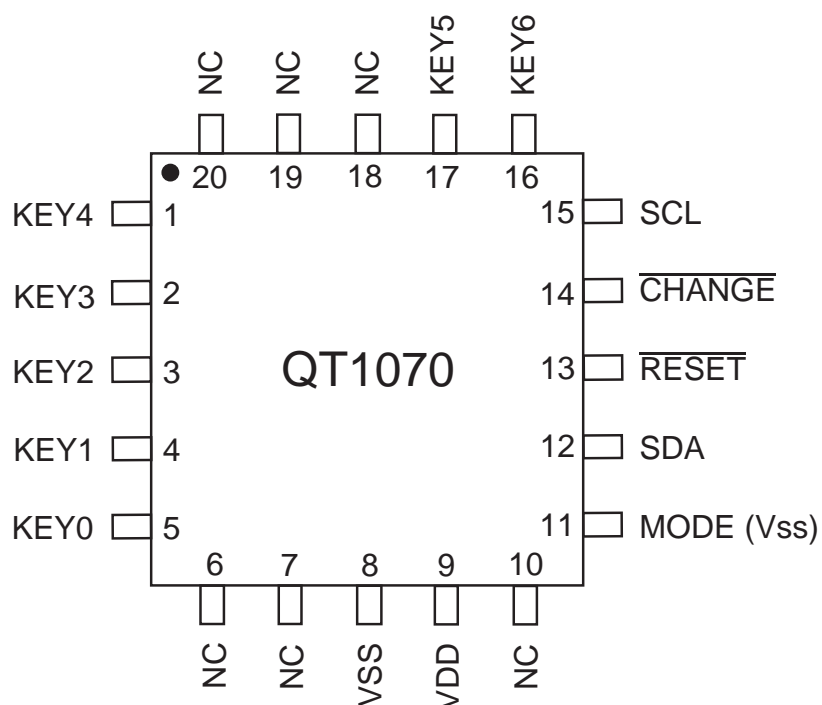 NC NC NC KEY5 KEY6
20 19 18 17 16
KEY4 1 15 SCL
KEY3 2 14 CHANGE
KEY2 3 QT1070 13 RESET
KEY1 4 12 SDA
KEY0 5 11 MODE (Vss)
6 7 8 9 10
NC NC VSS VDD NC